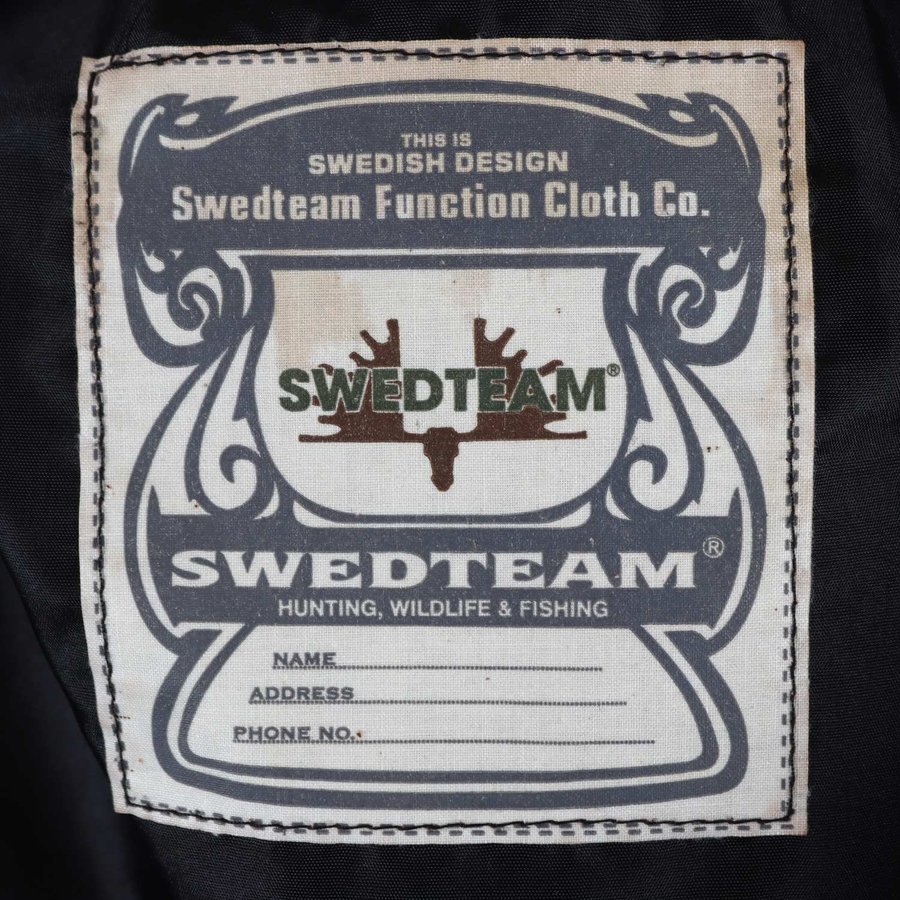 THIS IS
SWEDISH DESIGN
Swedteam Function Cloth Co.
SWEDTEAM®
SWEDTEAM®
HUNTING, WILDLIFE & FISHING
NAME
ADDRESS
PHONE NO.